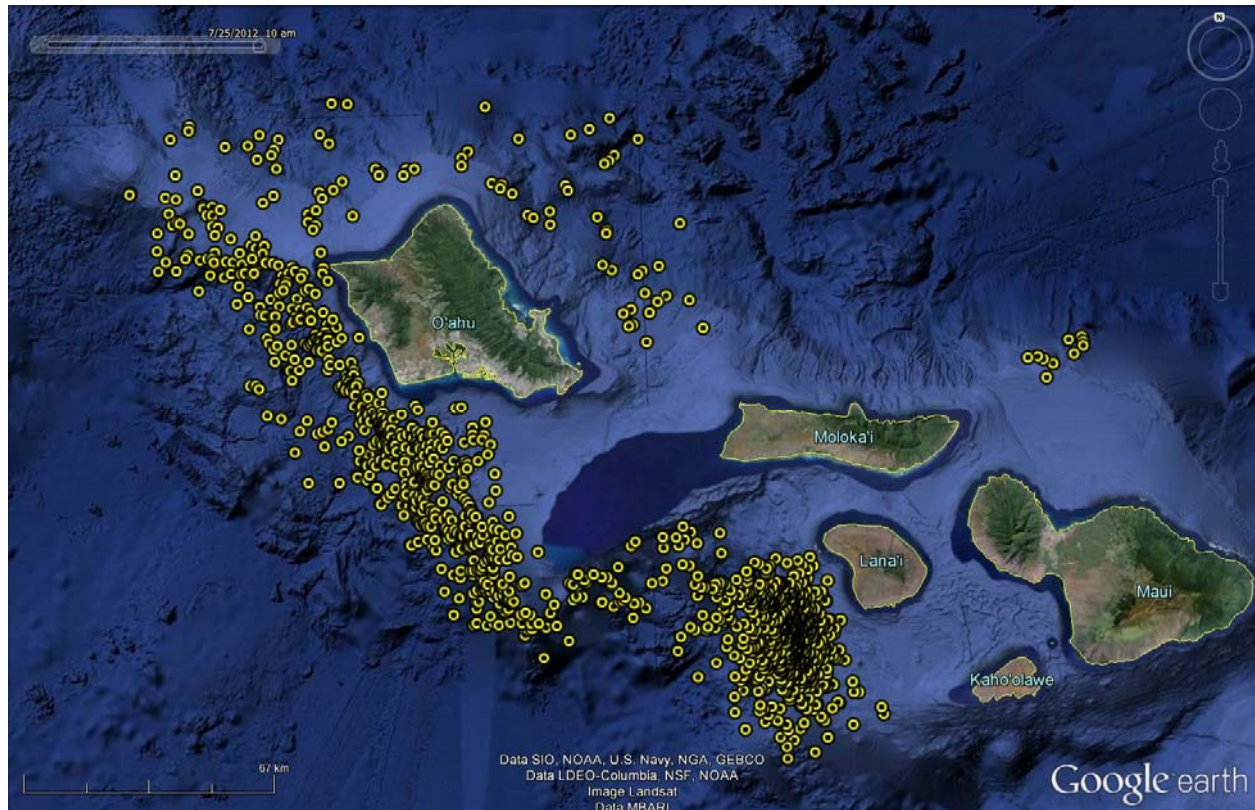 7/25/2012 10 am
N
O'ahu
Moloka'i
Lana'i
Maui
Kaho'olawe
67 km
Data SIO, NOAA, U.S. Navy, NGA, GEBCO
Data LDEO-Columbia, NSF, NOAA
Image Landsat
Data MBARI
Google earth